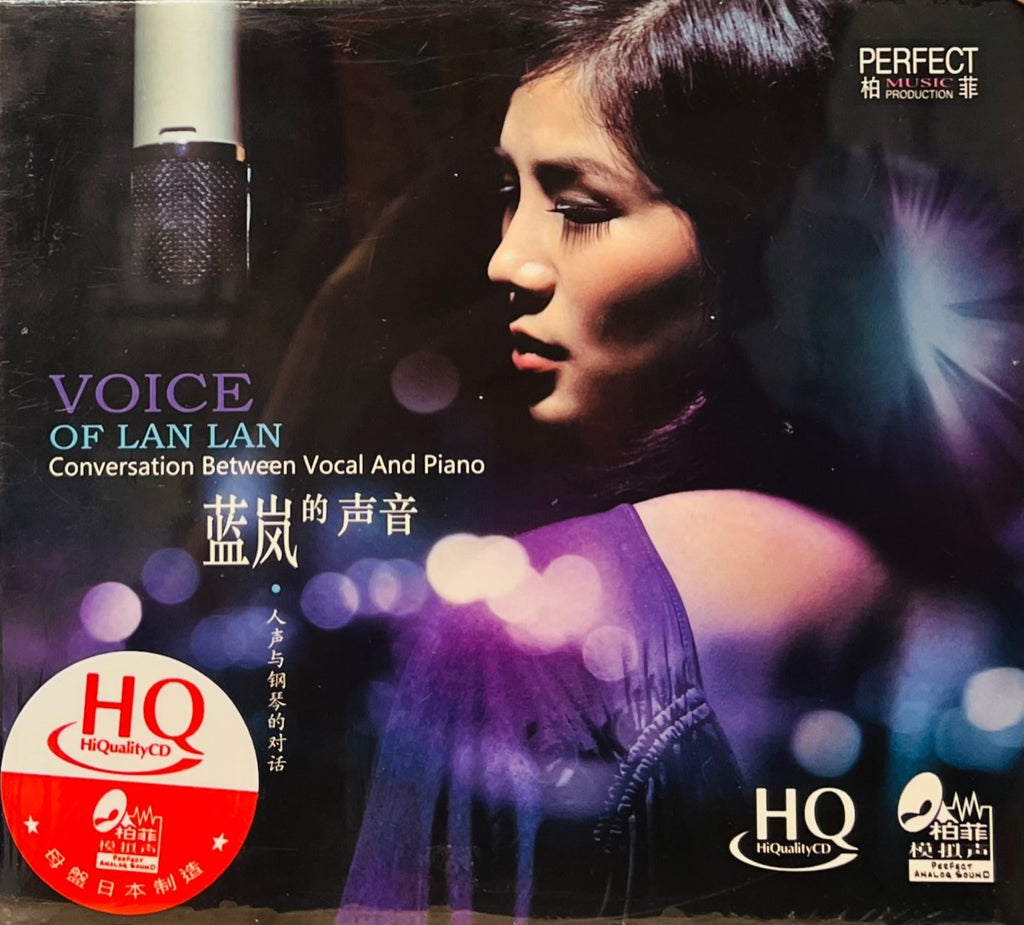 PERFECT
柏 MUSIC PRODUCTION 菲
VOICE
OF LAN LAN
Conversation Between Vocal And Piano
蓝岚的声音
·人声与钢琴的对话
HQ
HiQualityCD
柏菲
模拟声
PERFECT
ANALOG SOUND
母盤日本制造
HQ
HiQualityCD
柏菲
模拟声
PERFECT
ANALOG SOUND